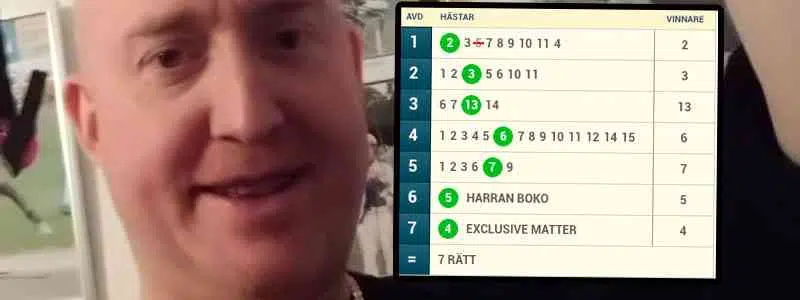 AVD HÄSTAR VINNARE
1 2 3 5 7 8 9 10 11 4 2
2 1 2 3 5 6 10 11 3
3 6 7 13 14 13
4 1 2 3 4 5 6 7 8 9 10 11 12 14 15 6
5 1 2 3 6 7 9 7
6 5 HARRAN BOKO 5
7 4 EXCLUSIVE MATTER 4
= 7 RÄTT